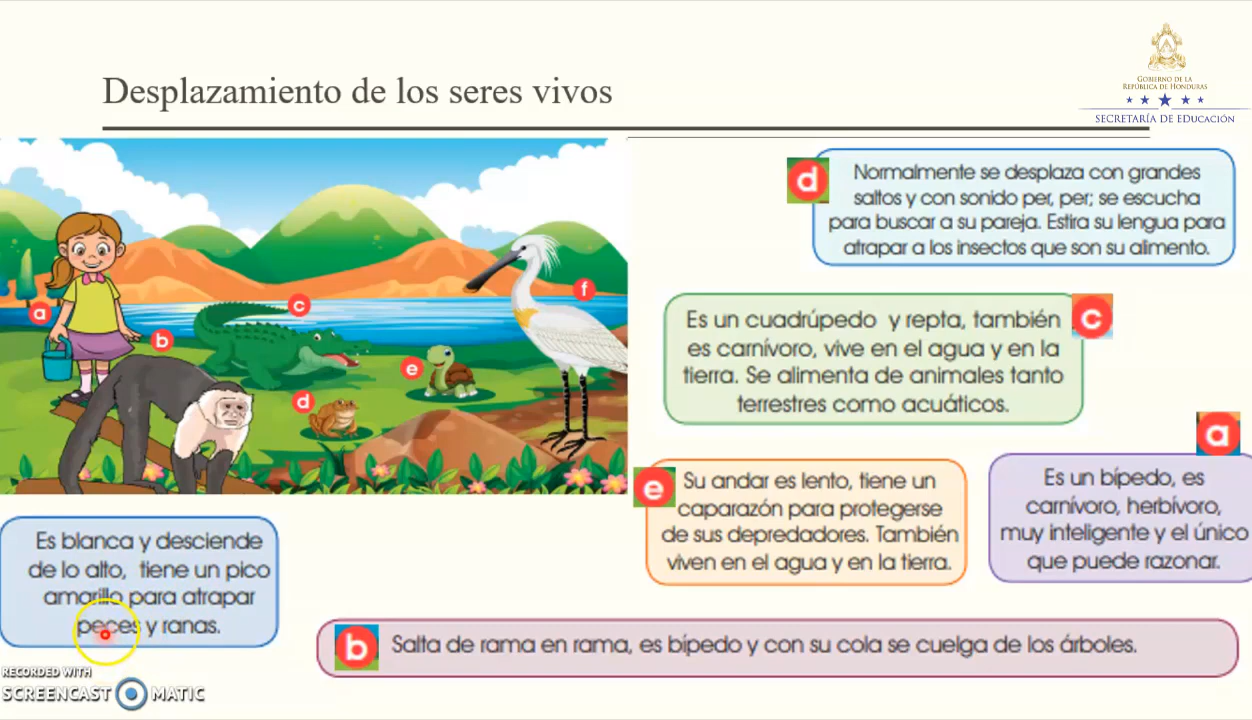 Desplazamiento de los seres vivos
GOBIERNO DE LA
REPÚBLICA DE HONDURAS
SECRETARÍA DE EDUCACIÓN
a
b
c
d
e
f
d
Normalmente se desplaza con grandes
saltos y con sonido per, per; se escucha
para buscar a su pareja. Estira su lengua para
atrapar a los insectos que son su alimento.
c
Es un cuadrúpedo y repta, también
es carnívoro, vive en el agua y en la
tierra. Se alimenta de animales tanto
terrestres como acuáticos.
e
Su andar es lento, tiene un
caparazón para protegerse
de sus depredadores. También
viven en el agua y en la tierra.
a
Es un bípedo, es
carnívoro, herbívoro,
muy inteligente y el único
que puede razonar.
Es blanca y desciende
de lo alto, tiene un pico
amarillo para atrapar
peces y ranas.
b
Salta de rama en rama, es bípedo y con su cola se cuelga de los árboles.
RECORDED WITH
SCREENCAST MATIC